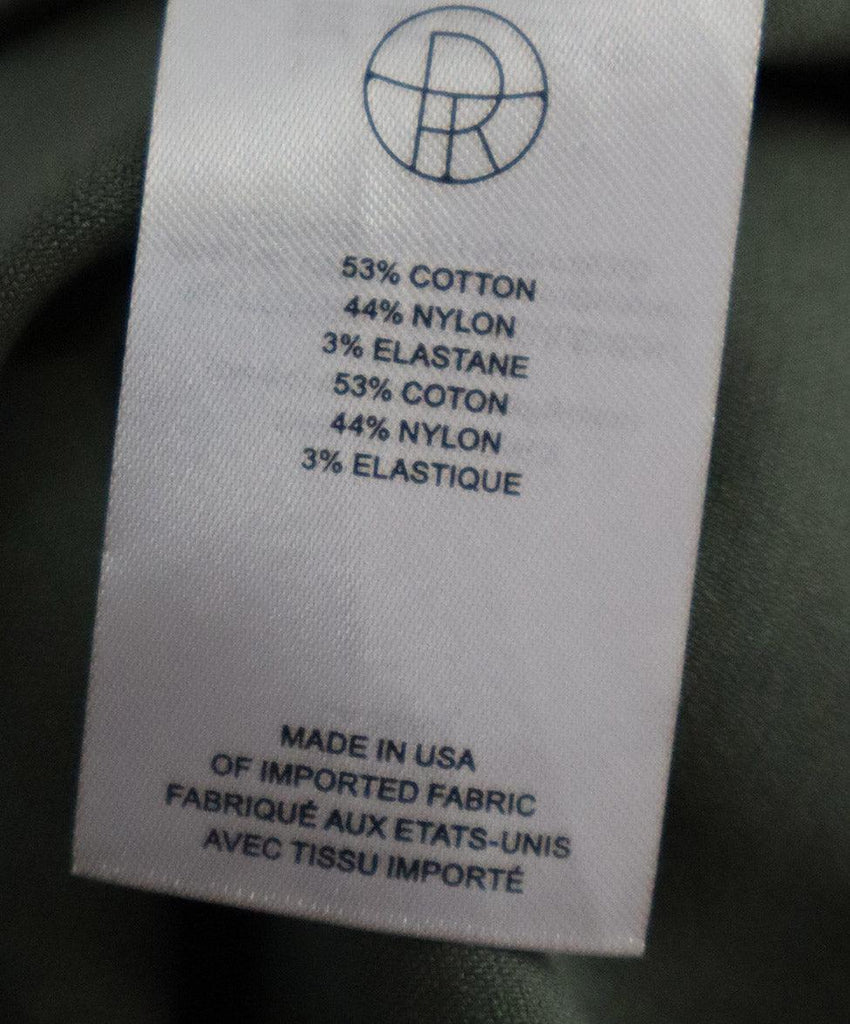 53% COTTON
44% NYLON
3% ELASTANE
53% COTON
44% NYLON
3% ELASTIQUE
MADE IN USA
OF IMPORTED FABRIC
FABRIQUÉ AUX ETATS-UNIS
AVEC TISSU IMPORTÉ